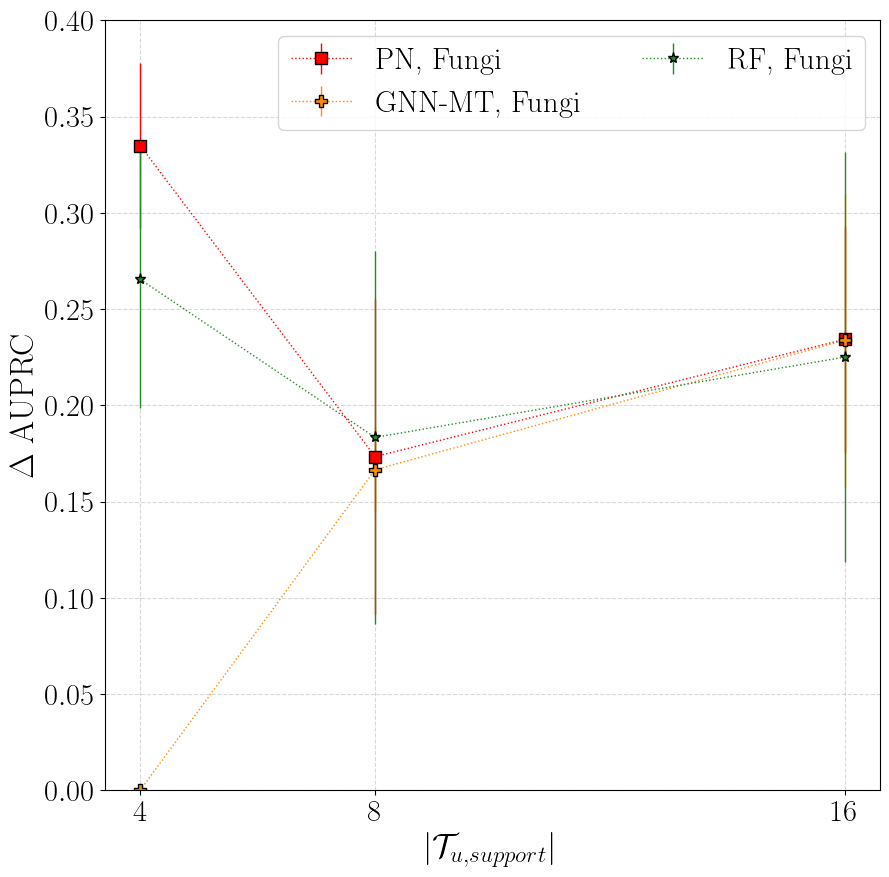 PN, Fungi
GNN-MT, Fungi
RF, Fungi
0.40
0.35
0.30
0.25
0.20
0.15
0.10
0.05
0.00
Δ AUPRC
4 8 16
|𝒯u,support|